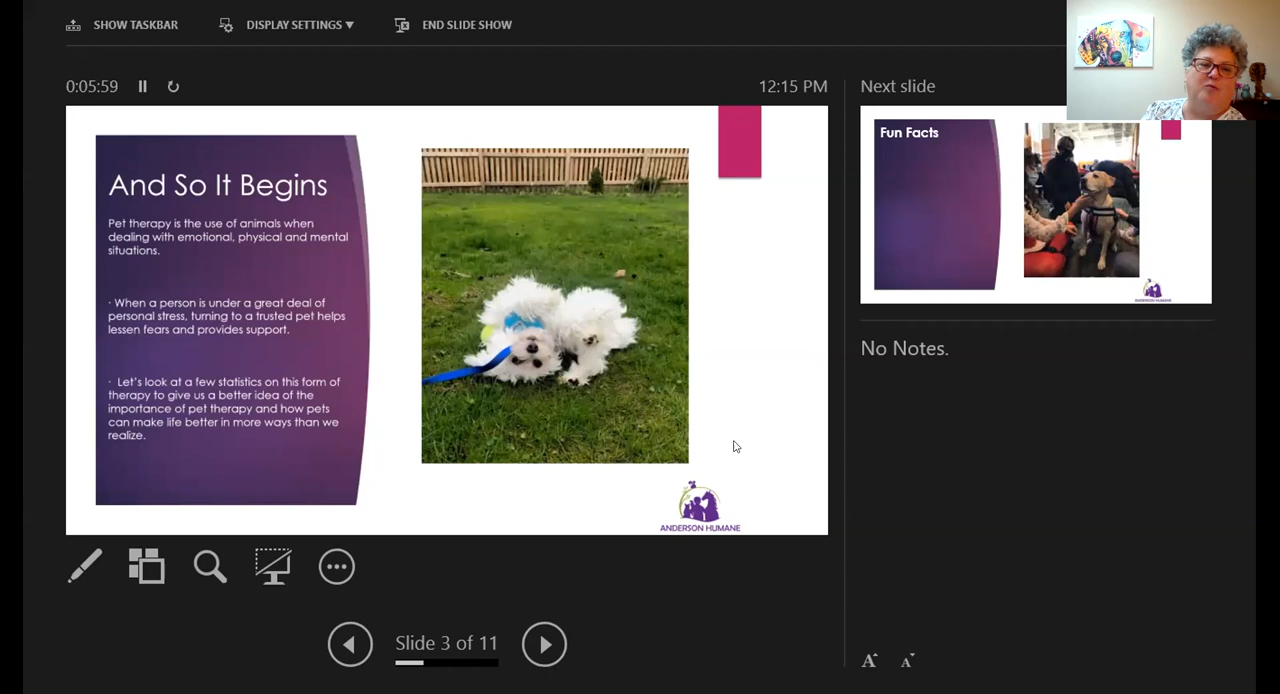 SHOW TASKBAR
DISPLAY SETTINGS ▼
END SLIDE SHOW
0:05:59
12:15 PM
And So It Begins
Pet therapy is the use of animals when
dealing with emotional, physical and mental
situations.
· When a person is under a great deal of
personal stress, turning to a trusted pet helps
lessen fears and provides support.
· Let's look at a few statistics on this form of
therapy to give us a better idea of the
importance of pet therapy and how pets
can make life better in more ways than we
realize.
ANDERSON HUMANE
Next slide
Fun Facts
ANDERSON HUMANE
No Notes.
Slide 3 of 11
A A